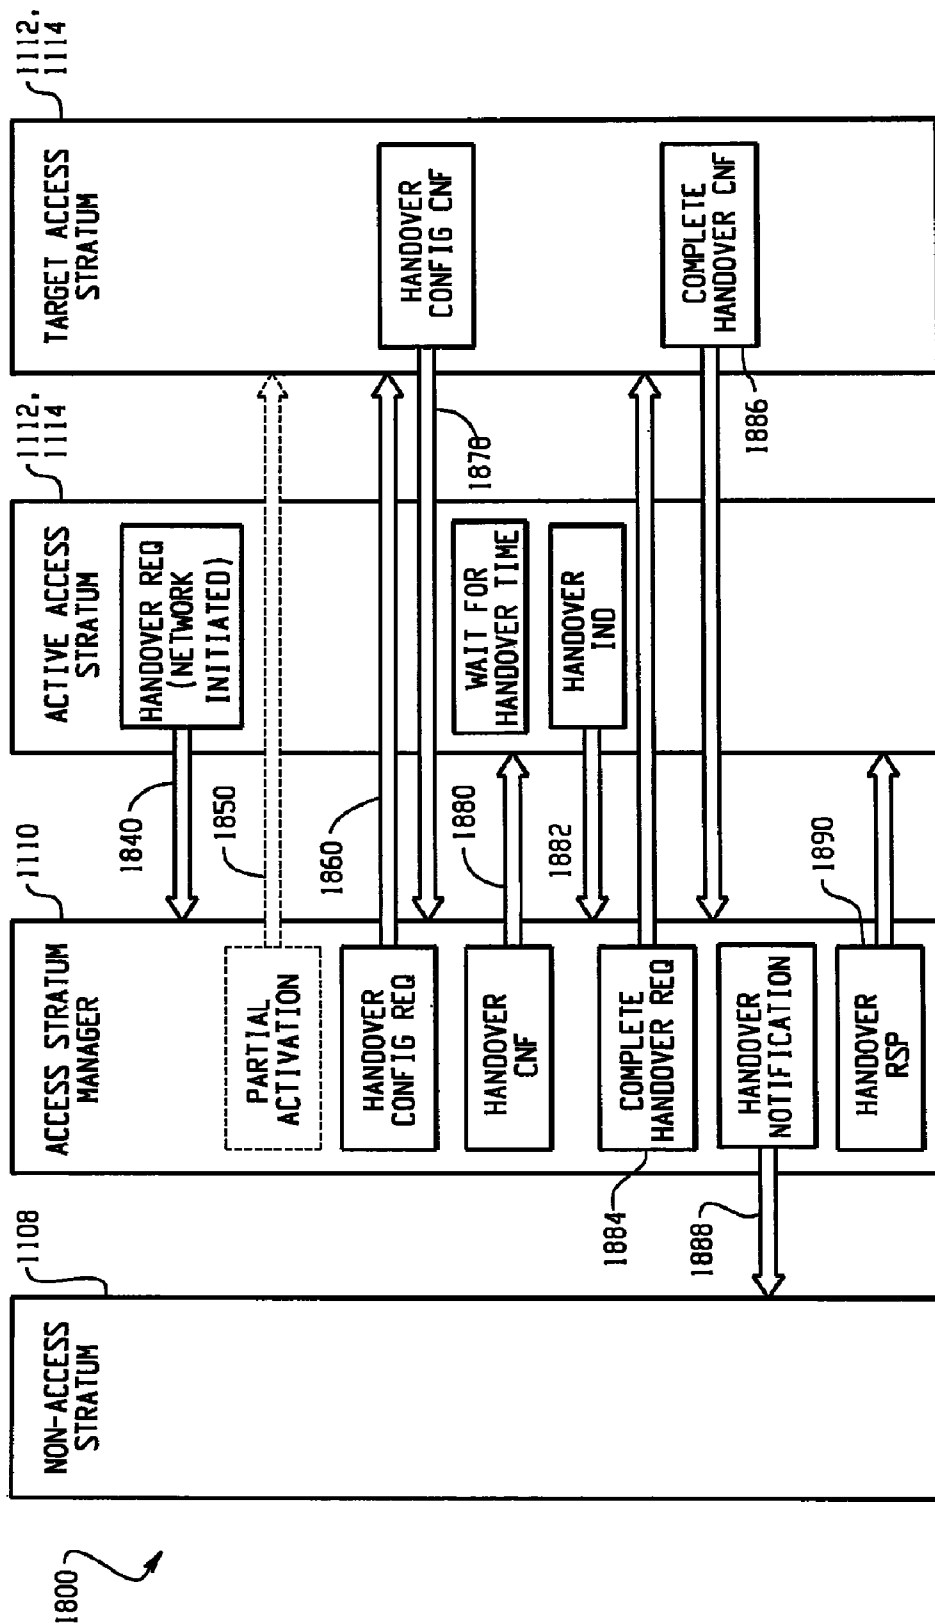 1800
NON-ACCESS
STRATUM
1108
ACCESS STRATUM
MANAGER
1110
ACTIVE ACCESS
STRATUM
1112,
1114
TARGET ACCESS
STRATUM
1112,
1114
HANDOVER REQ
(NETWORK
INITIATED)
1840
PARTIAL
ACTIVATION
1850
HANDOVER
CONFIG REQ
1860
HANDOVER
CONFIG CNF
1870
HANDOVER
CNF
1880
WAIT FOR
HANDOVER TIME
HANDOVER
IND
1882
COMPLETE
HANDOVER REQ
1884
COMPLETE
HANDOVER CNF
1886
HANDOVER
NOTIFICATION
1888
HANDOVER
RSP
1890